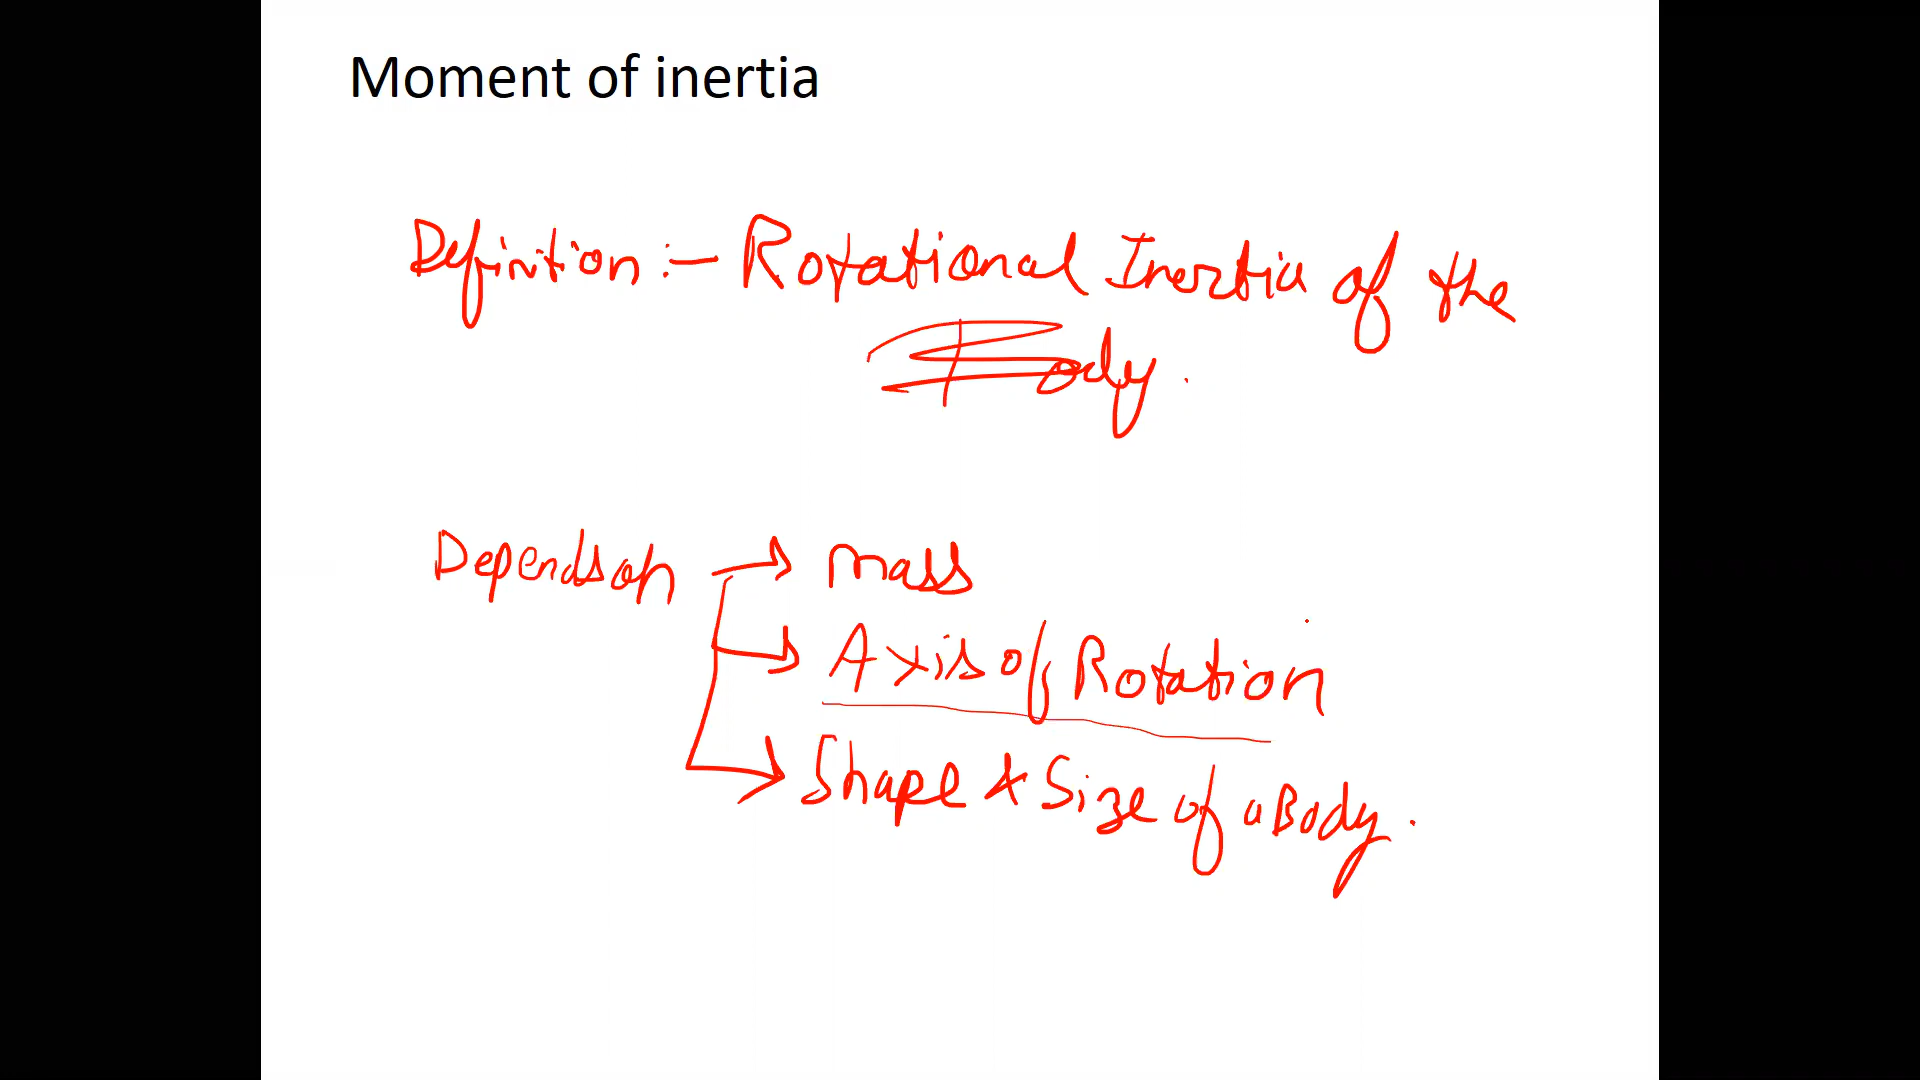 Moment of inertia
Definition :- Rotational Inertia of the
Body.
Depends on → mass
→ Axis of Rotation
→ Shape & Size of a Body.